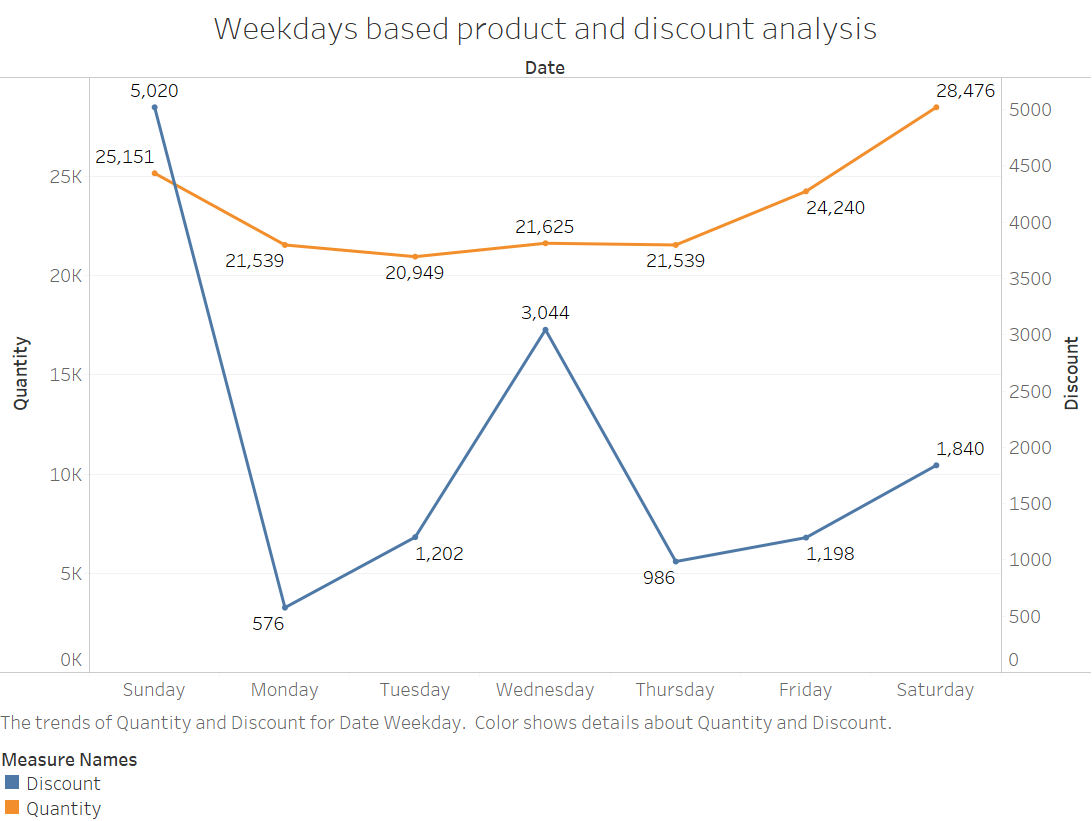 Weekdays based product and discount analysis
Date
5,020
28,476
5000
25,151
4500
25K
24,240
4000
21,625
21,539
21,539
20,949
20K
3500
3,044
3000
Quantity
Discount
15K
2500
1,840
2000
10K
1500
1,202
1,198
1000
5K
986
576
500
0K
0
Sunday Monday Tuesday Wednesday Thursday Friday Saturday
The trends of Quantity and Discount for Date Weekday.  Color shows details about Quantity and Discount.
Measure Names
Discount
Quantity